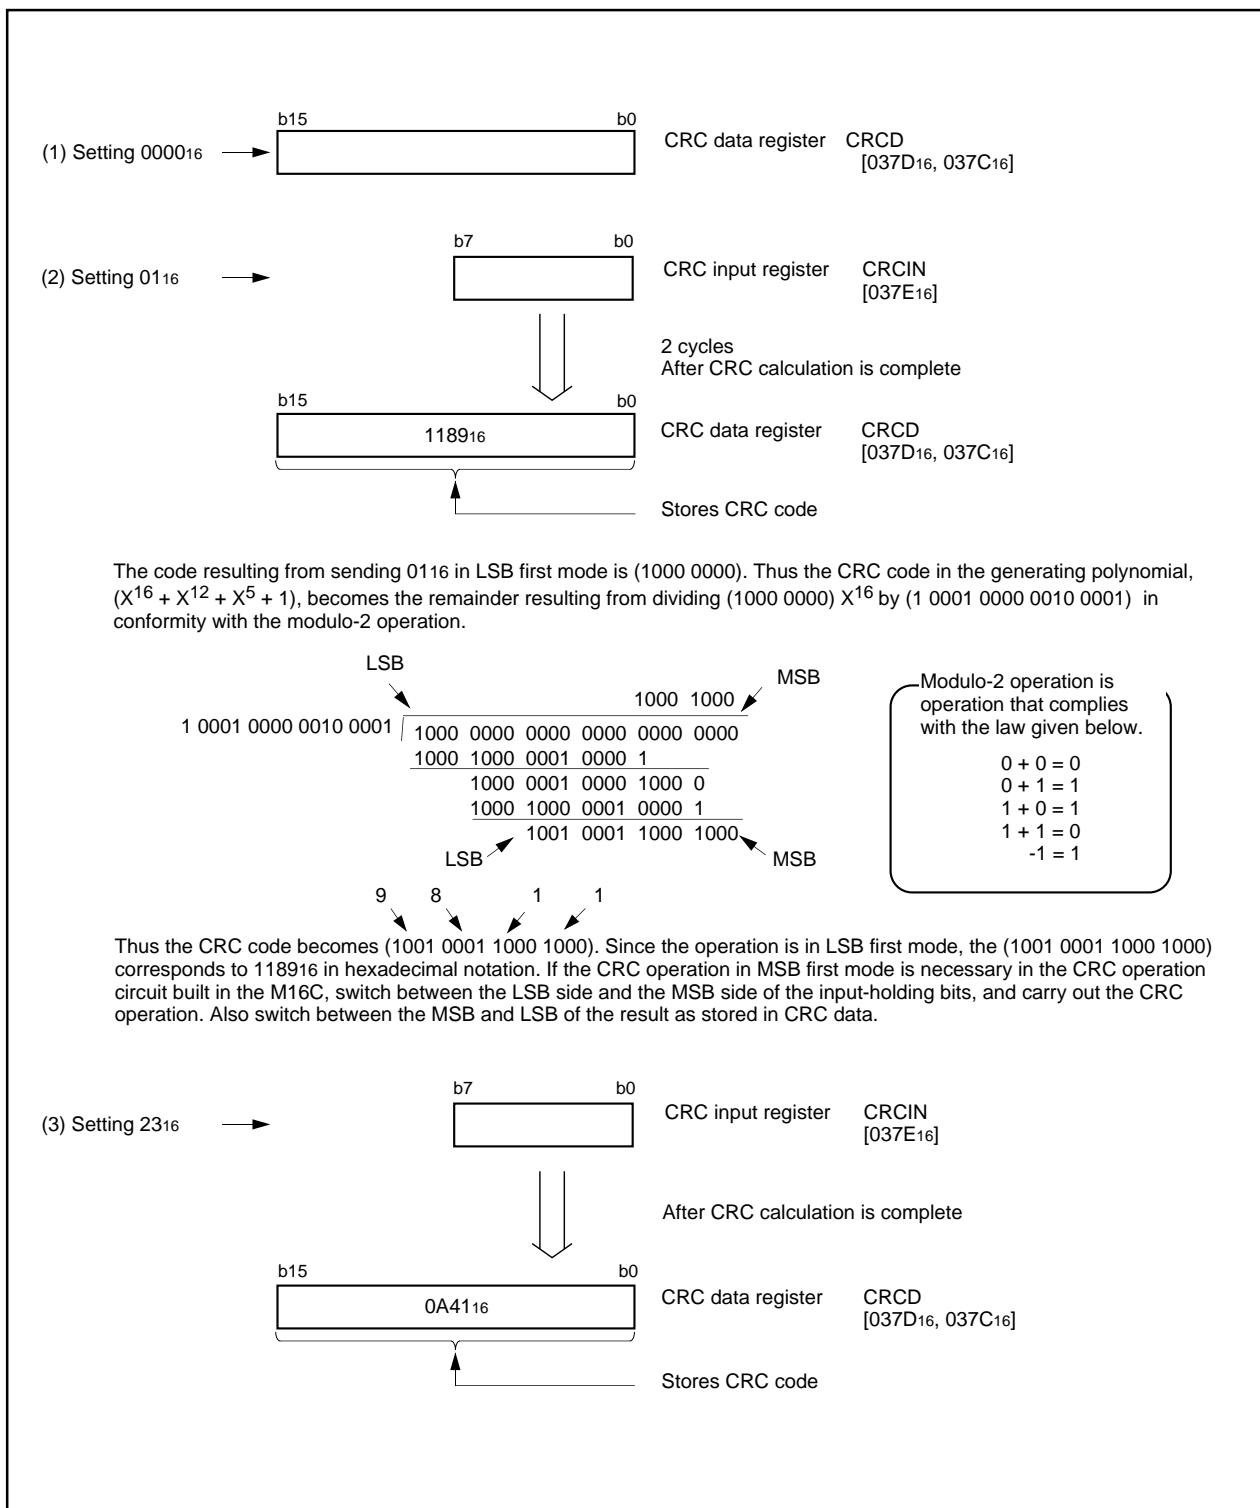 b15 b0
(1) Setting 0000₁₆ CRC data register CRCD
[037D₁₆, 037C₁₆]
b7 b0
(2) Setting 01₁₆ CRC input register CRCIN
[037E₁₆]
2 cycles
After CRC calculation is complete
b15 b0
1189₁₆ CRC data register CRCD
[037D₁₆, 037C₁₆]
Stores CRC code
The code resulting from sending 01₁₆ in LSB first mode is (1000 0000). Thus the CRC code in the generating polynomial,
(X¹⁶ + X¹² + X⁵ + 1), becomes the remainder resulting from dividing (1000 0000) X¹⁶ by (1 0001 0000 0010 0001) in
conformity with the modulo-2 operation.
LSB MSB
1000 1000
1 0001 0000 0010 0001 1000 0000 0000 0000 0000 0000
1000 1000 0001 0000 1
1000 0001 0000 1000 0
1000 1000 0001 0000 1
1001 0001 1000 1000
LSB MSB
Modulo-2 operation is
operation that complies
with the law given below.
0 + 0 = 0
0 + 1 = 1
1 + 0 = 1
1 + 1 = 0
-1 = 1
9 8 1 1
Thus the CRC code becomes (1001 0001 1000 1000). Since the operation is in LSB first mode, the (1001 0001 1000 1000)
corresponds to 1189₁₆ in hexadecimal notation. If the CRC operation in MSB first mode is necessary in the CRC operation
circuit built in the M16C, switch between the LSB side and the MSB side of the input-holding bits, and carry out the CRC
operation. Also switch between the MSB and LSB of the result as stored in CRC data.
b7 b0
(3) Setting 23₁₆ CRC input register CRCIN
[037E₁₆]
After CRC calculation is complete
b15 b0
0A41₁₆ CRC data register CRCD
[037D₁₆, 037C₁₆]
Stores CRC code